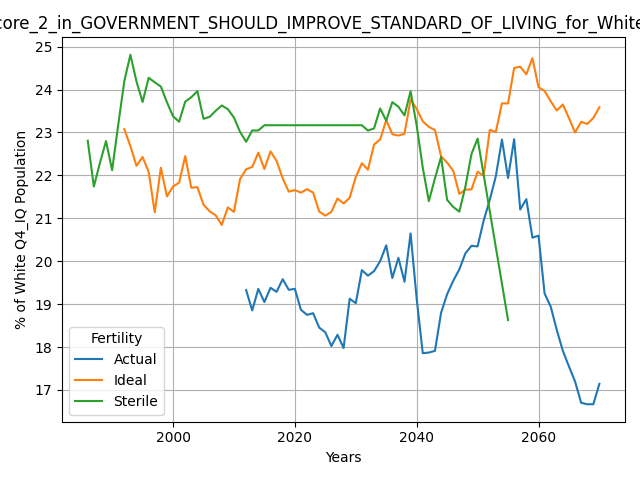 core_2_in_GOVERNMENT_SHOULD_IMPROVE_STANDARD_OF_LIVING_for_White
25
24
23
22
21
20
19
18
17
% of White Q4_IQ Population
Fertility
Actual
Ideal
Sterile
2000 2020 2040 2060
Years